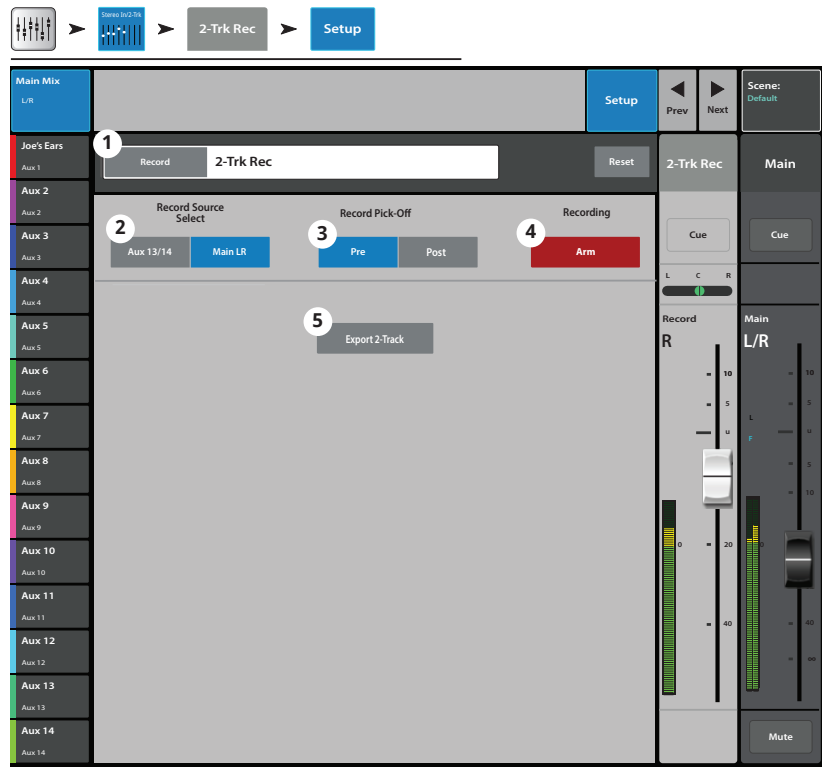 Stereo In/2-Trk
2-Trk Rec
Setup
Main Mix
L/R
Setup
Prev
Next
Scene:
Default
Joe's Ears
Aux 1
Aux 2
Aux 2
Aux 3
Aux 3
Aux 4
Aux 4
Aux 5
Aux 5
Aux 6
Aux 6
Aux 7
Aux 7
Aux 8
Aux 8
Aux 9
Aux 9
Aux 10
Aux 10
Aux 11
Aux 11
Aux 12
Aux 12
Aux 13
Aux 13
Aux 14
Aux 14
1
Record
2-Trk Rec
Reset
2
Record Source
Select
Aux 13/14
Main LR
3
Record Pick-Off
Pre
Post
4
Recording
Arm
5
Export 2-Track
2-Trk Rec
Cue
L C R
Record
R
10
5
u
0
20
40
Main
Cue
Main
L/R
10
5
L
u
F
5
10
0
20
40
∞
Mute